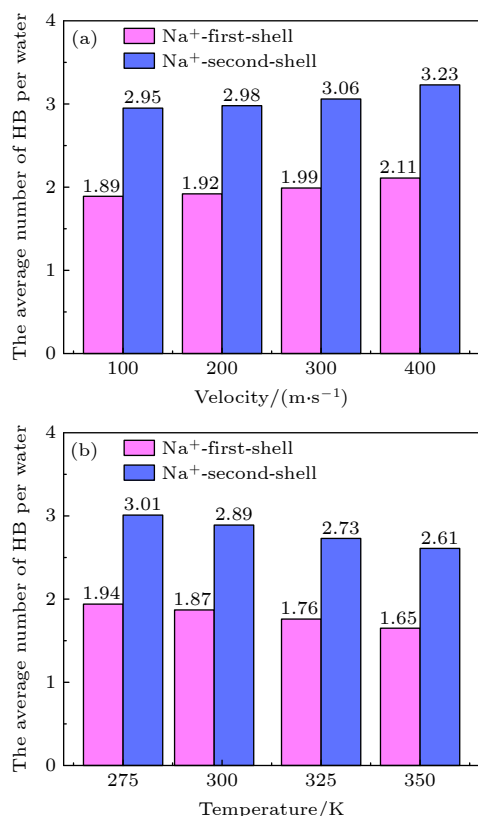 (a)
Na⁺-first-shell
Na⁺-second-shell
The average number of HB per water
4
3
2
1
0
1.89
2.95
1.92
2.98
1.99
3.06
2.11
3.23
100 200 300 400
Velocity/(m·s⁻¹)
(b)
Na⁺-first-shell
Na⁺-second-shell
The average number of HB per water
4
3
2
1
0
1.94
3.01
1.87
2.89
1.76
2.73
1.65
2.61
275 300 325 350
Temperature/K